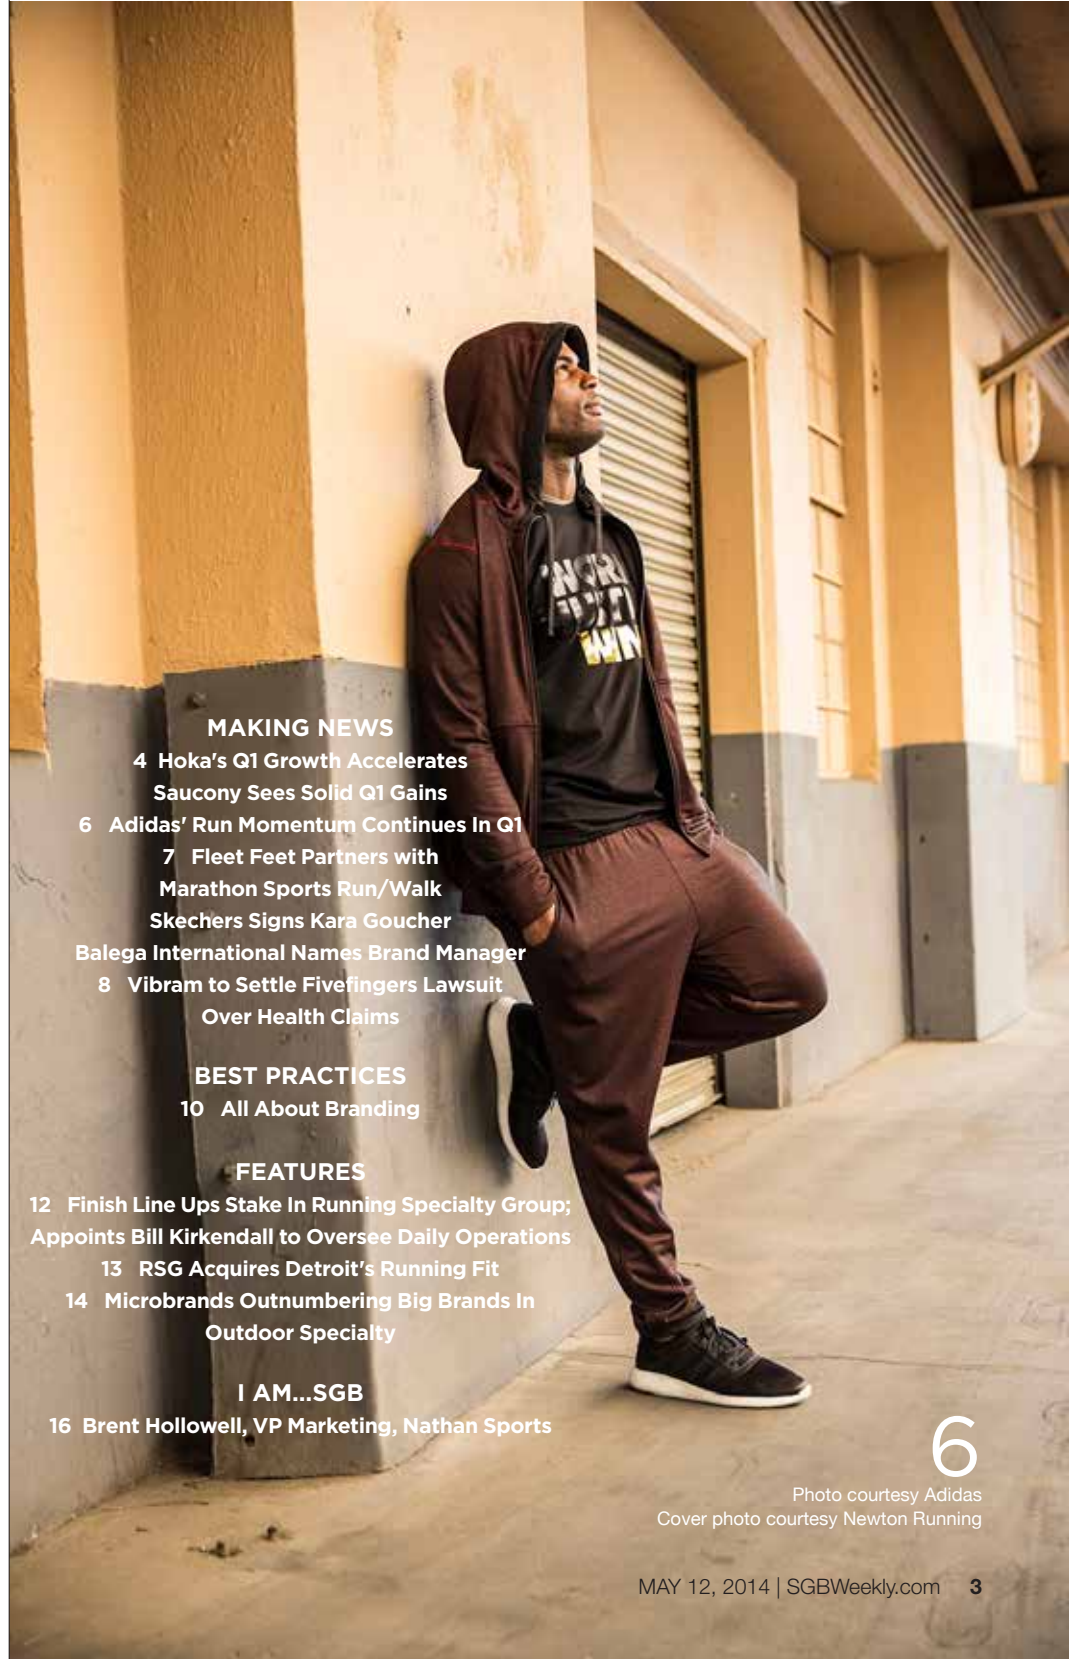 MAKING NEWS
4 Hoka's Q1 Growth Accelerates
Saucony Sees Solid Q1 Gains
6 Adidas' Run Momentum Continues In Q1
7 Fleet Feet Partners with
Marathon Sports Run/Walk
Skechers Signs Kara Goucher
Balega International Names Brand Manager
8 Vibram to Settle Fivefingers Lawsuit
Over Health Claims
BEST PRACTICES
10 All About Branding
FEATURES
12 Finish Line Ups Stake In Running Specialty Group;
Appoints Bill Kirkendall to Oversee Daily Operations
13 RSG Acquires Detroit's Running Fit
14 Microbrands Outnumbering Big Brands In
Outdoor Specialty
I AM...SGB
16 Brent Hollowell, VP Marketing, Nathan Sports
6
Photo courtesy Adidas
Cover photo courtesy Newton Running
MAY 12, 2014 | SGBWeekly.com 3